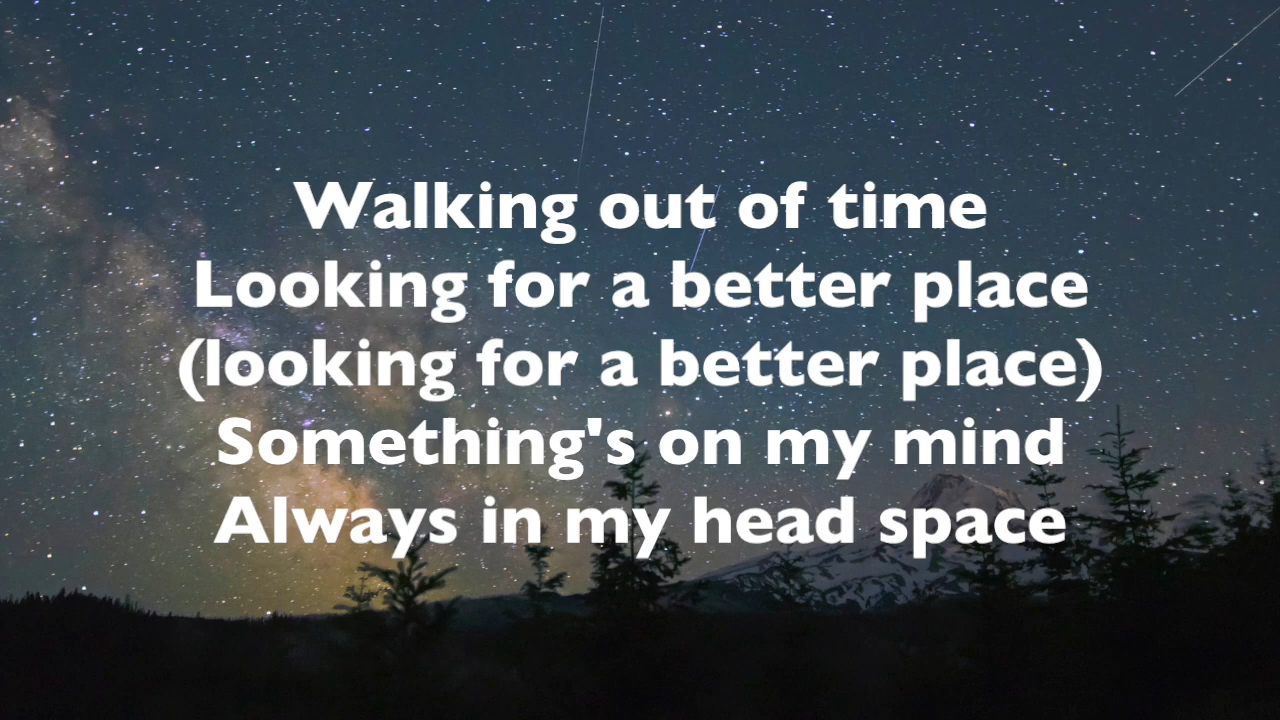 Walking out of time
Looking for a better place
(looking for a better place)
Something's on my mind
Always in my head space